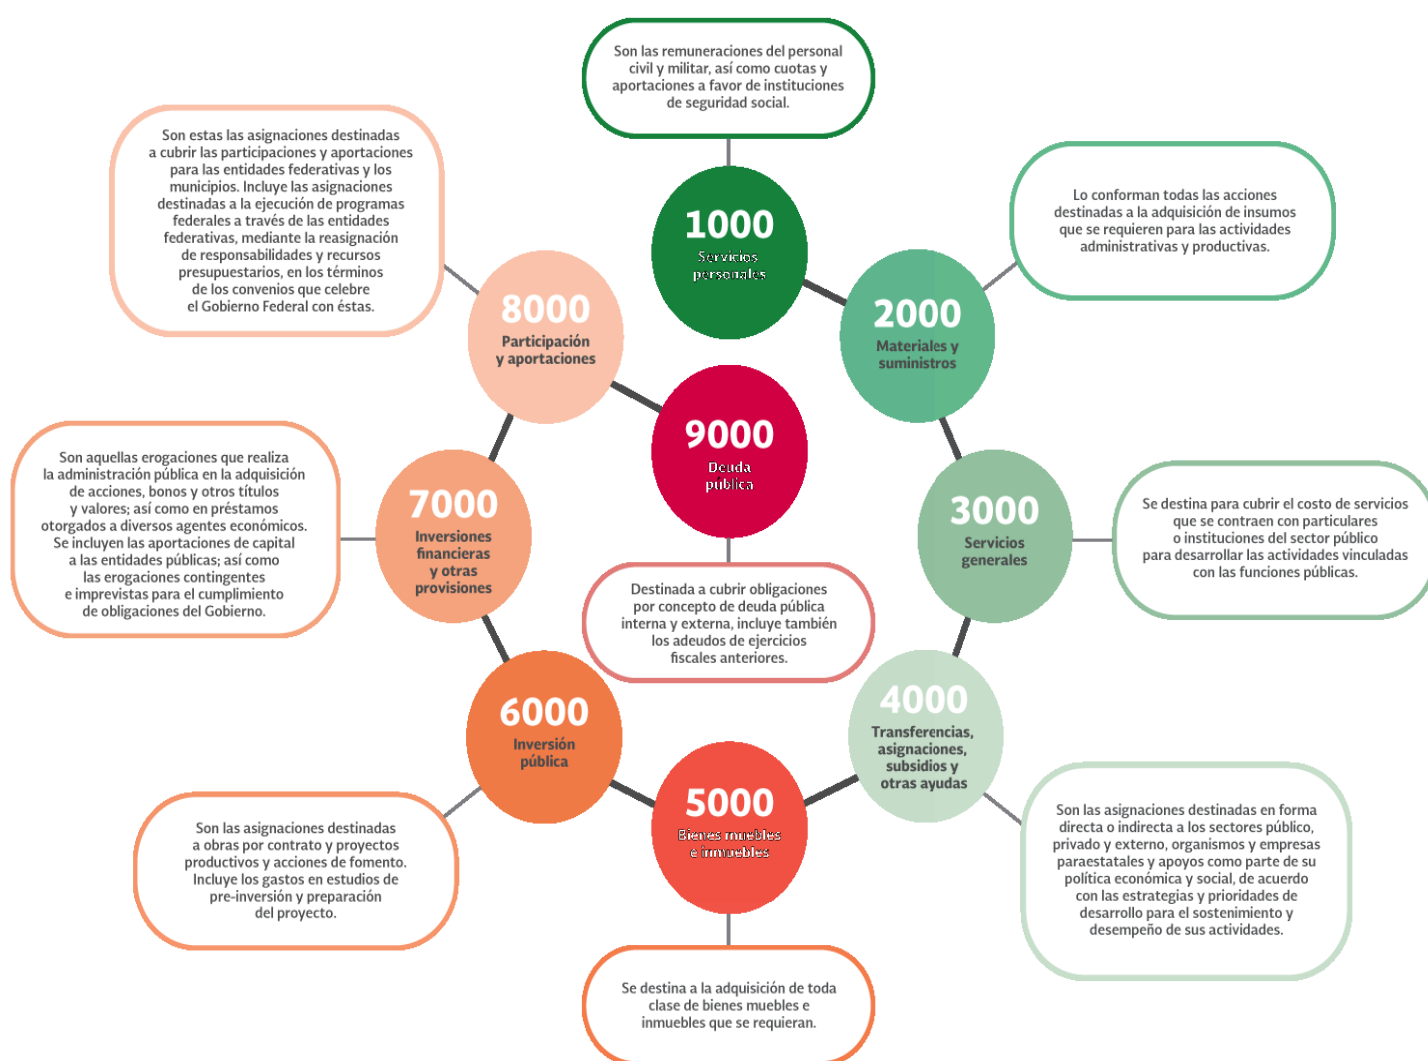 Son las remuneraciones del personal
civil y militar, así como cuotas y
aportaciones a favor de instituciones
de seguridad social.
1000
Servicios
personales
Lo conforman todas las acciones
destinadas a la adquisición de insumos
que se requieren para las actividades
administrativas y productivas.
2000
Materiales y
suministros
Se destina para cubrir el costo de servicios
que se contraen con particulares
o instituciones del sector público
para desarrollar las actividades vinculadas
con las funciones públicas.
3000
Servicios
generales
4000
Transferencias,
asignaciones,
subsidios y
otras ayudas
Son las asignaciones destinadas en forma
directa o indirecta a los sectores público,
privado y externo, organismos y empresas
paraestatales y apoyos como parte de su
política económica y social, de acuerdo
con las estrategias y prioridades de
desarrollo para el sostenimiento y
desempeño de sus actividades.
5000
Bienes muebles
e inmuebles
Se destina a la adquisición de toda
clase de bienes muebles e
inmuebles que se requieran.
6000
Inversión
pública
Son las asignaciones destinadas
a obras por contrato y proyectos
productivos y acciones de fomento.
Incluye los gastos en estudios de
pre-inversión y preparación
del proyecto.
7000
Inversiones
financieras
y otras
provisiones
Son aquellas erogaciones que realiza
la administración pública en la adquisición
de acciones, bonos y otros títulos
y valores; así como en préstamos
otorgados a diversos agentes económicos.
Se incluyen las aportaciones de capital
a las entidades públicas; así como
las erogaciones contingentes
e imprevistas para el cumplimiento
de obligaciones del Gobierno.
8000
Participación
y aportaciones
Son estas las asignaciones destinadas
a cubrir las participaciones y aportaciones
para las entidades federativas y los
municipios. Incluye las asignaciones
destinadas a la ejecución de programas
federales a través de las entidades
federativas, mediante la reasignación
de responsabilidades y recursos
presupuestarios, en los términos
de los convenios que celebre
el Gobierno Federal con éstas.
9000
Deuda
pública
Destinada a cubrir obligaciones
por concepto de deuda pública
interna y externa, incluye también
los adeudos de ejercicios
fiscales anteriores.